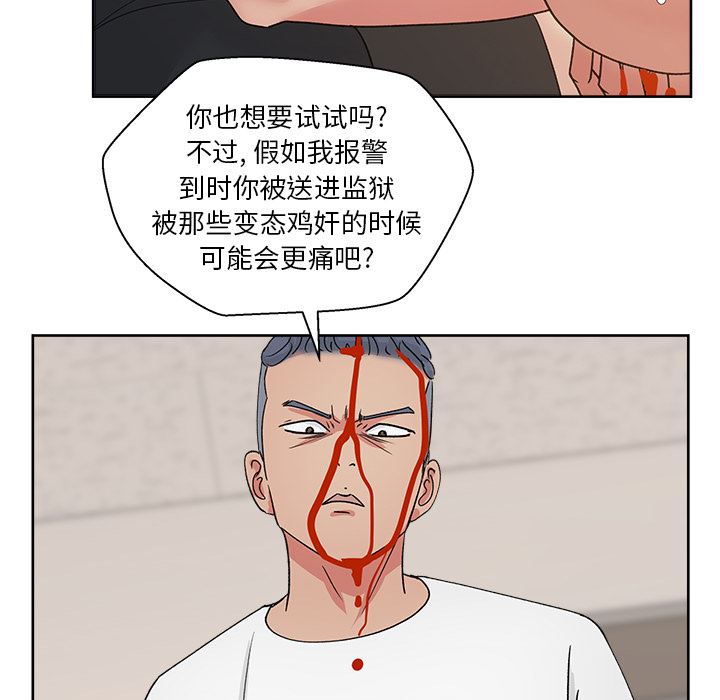 你也想要试试吗?
不过, 假如我报警
到时你被送进监狱
被那些变态鸡奸的时候
可能会更痛吧?